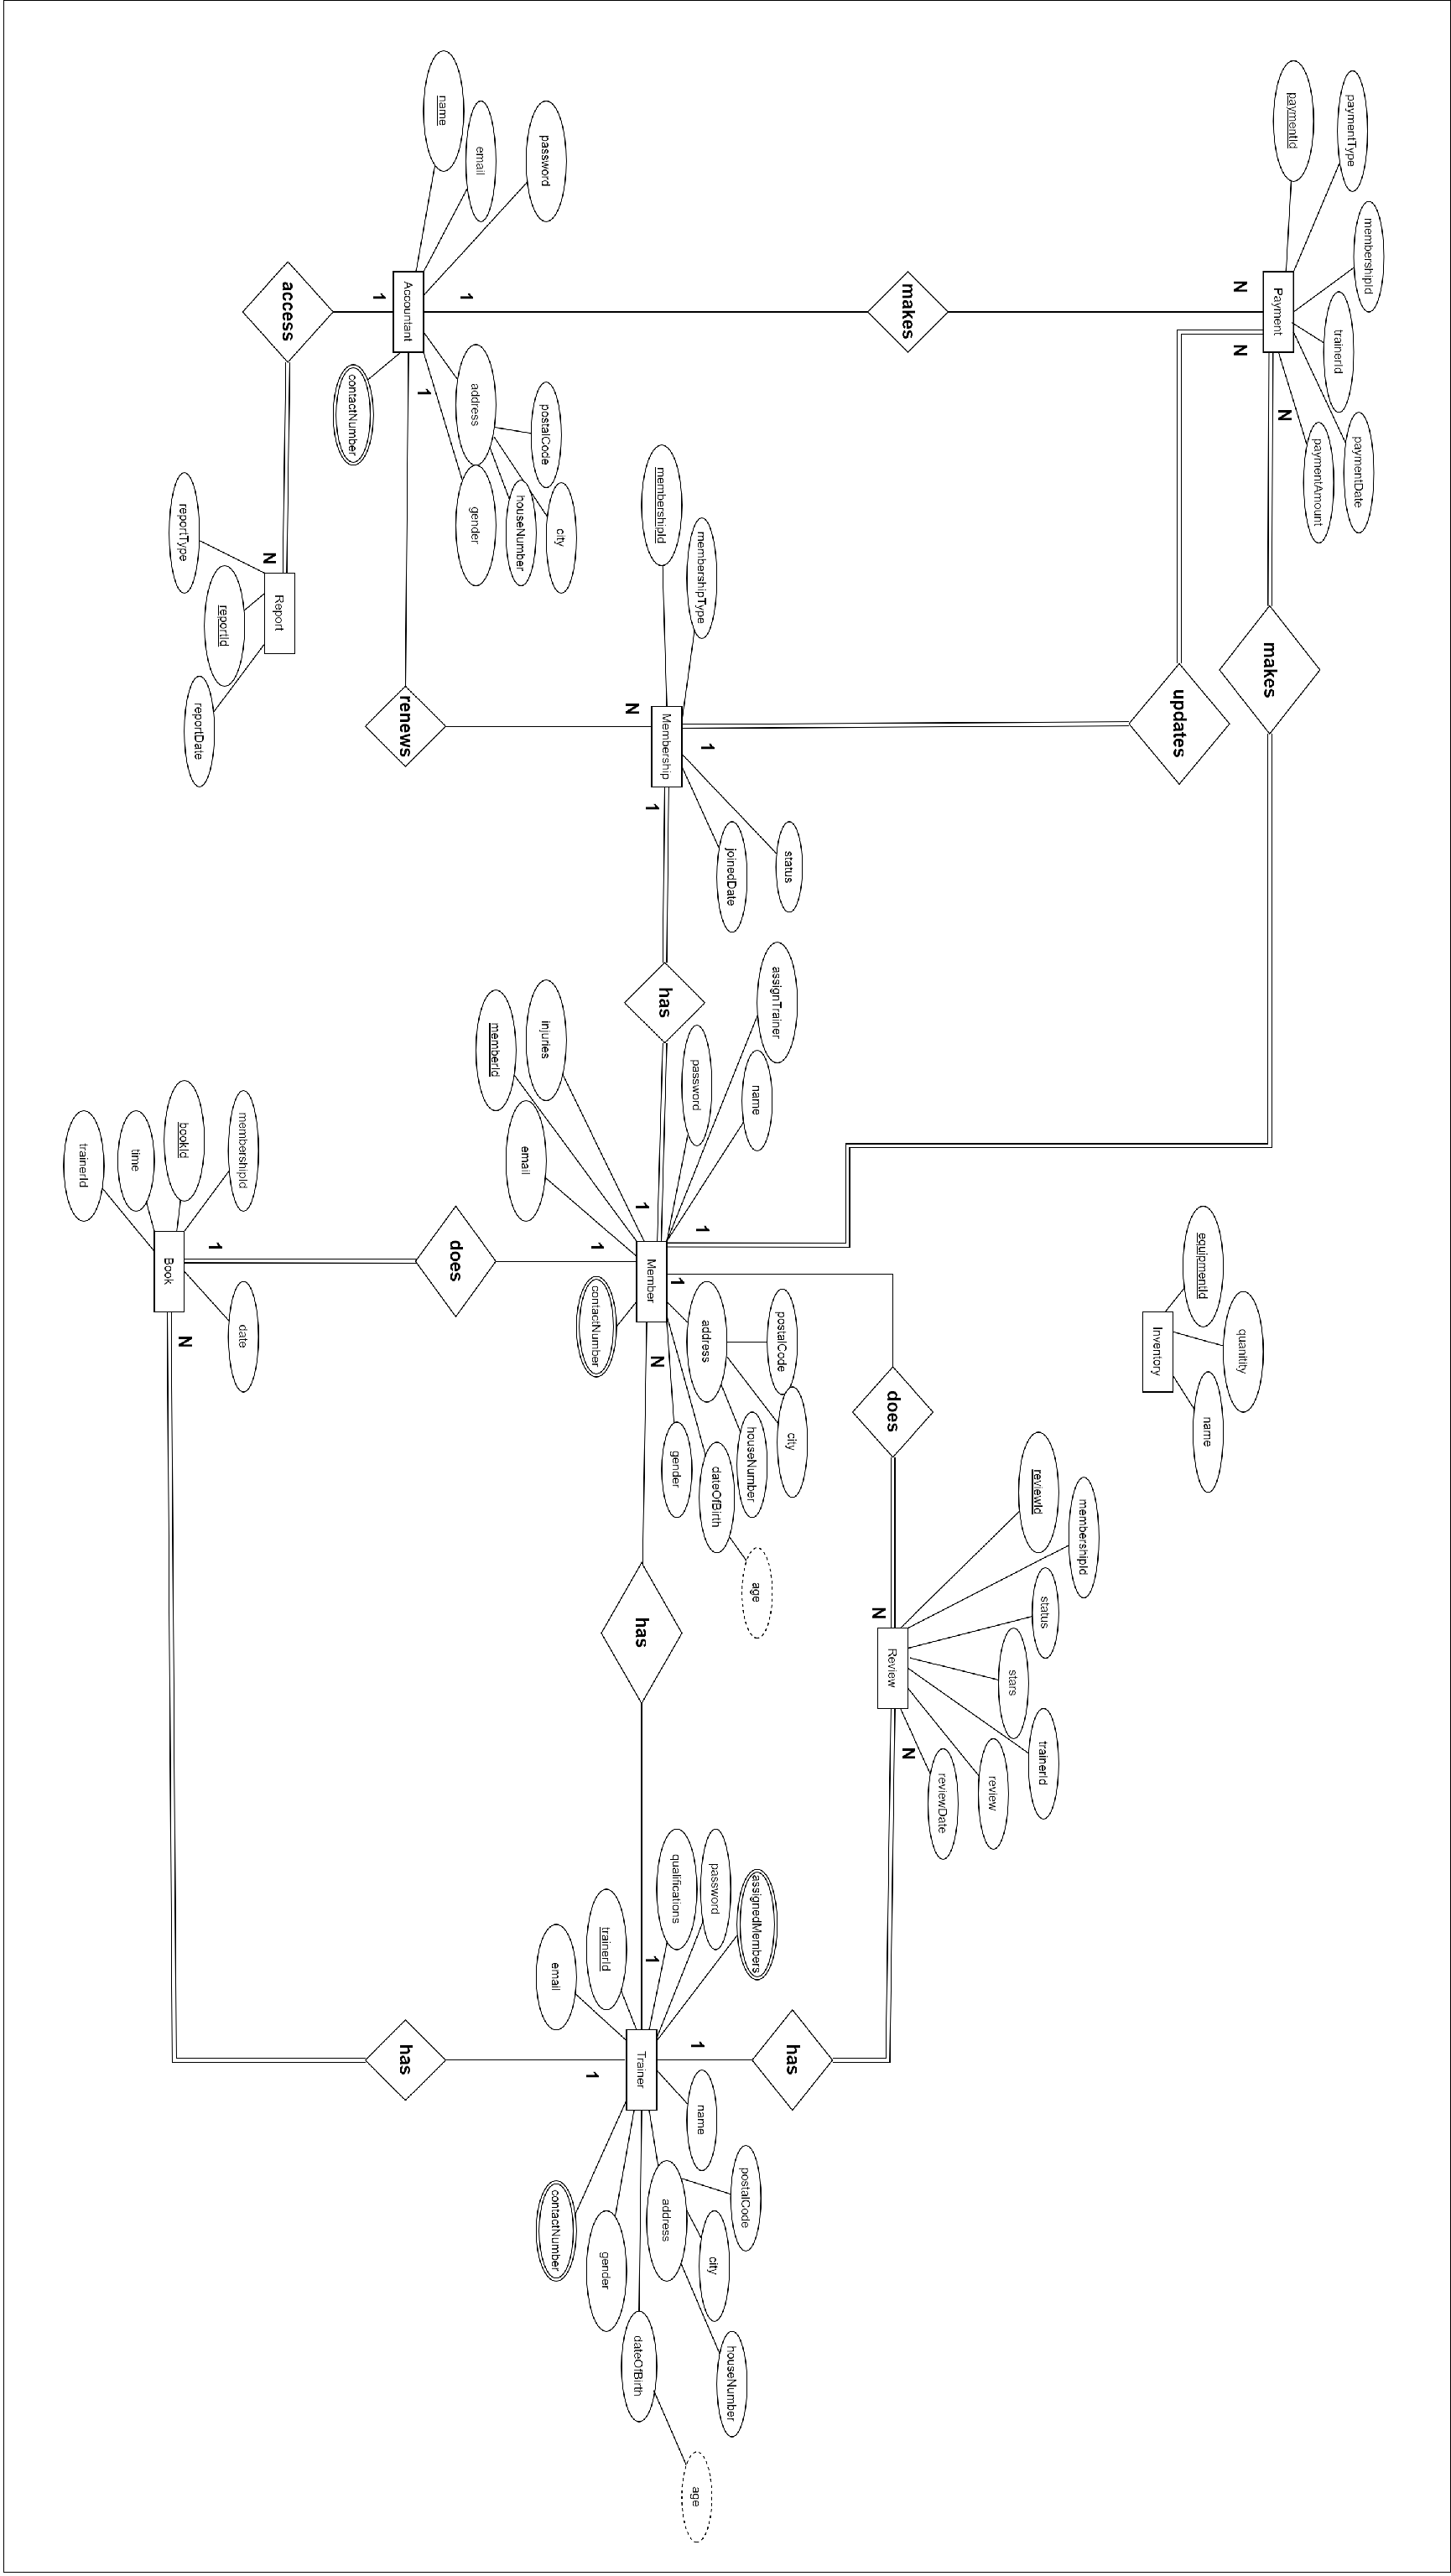 paymentType
membershipId
paymentId
trainerId
paymentDate
paymentAmount
Payment
N
N
N
makes
updates
makes
equipmentId
quanitity
name
Inventory
reviewId
membershipId
status
stars
trainerId
review
reviewDate
Review
N
N
does
has
password
email
name
Accountant
1
1
1
address
postalCode
city
houseNumber
gender
contactNumber
access
N
Report
reportType
reportId
reportDate
renews
membershipId
membershipType
Membership
N
1
1
status
joinedDate
has
assignTrainer
name
password
injuries
memberId
email
Member
1
1
1
1
N
address
postalCode
city
houseNumber
dateOfBirth
age
gender
contactNumber
has
assignedMembers
password
qualifications
trainerId
email
Trainer
1
1
1
name
address
postalCode
city
houseNumber
dateOfBirth
age
gender
contactNumber
does
has
membershipId
bookId
time
trainerId
Book
1
N
date